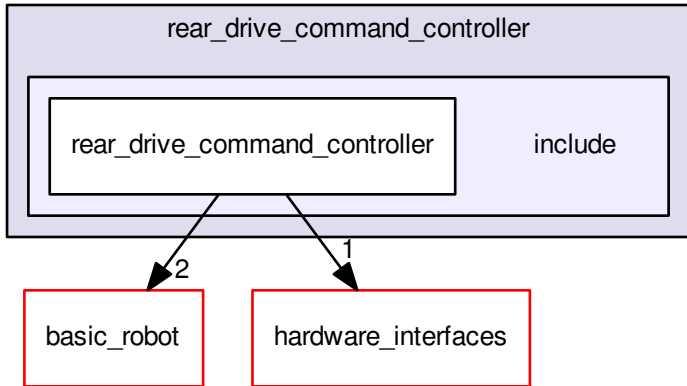 rear_drive_command_controller
rear_drive_command_controller
include
1
2
basic_robot
hardware_interfaces